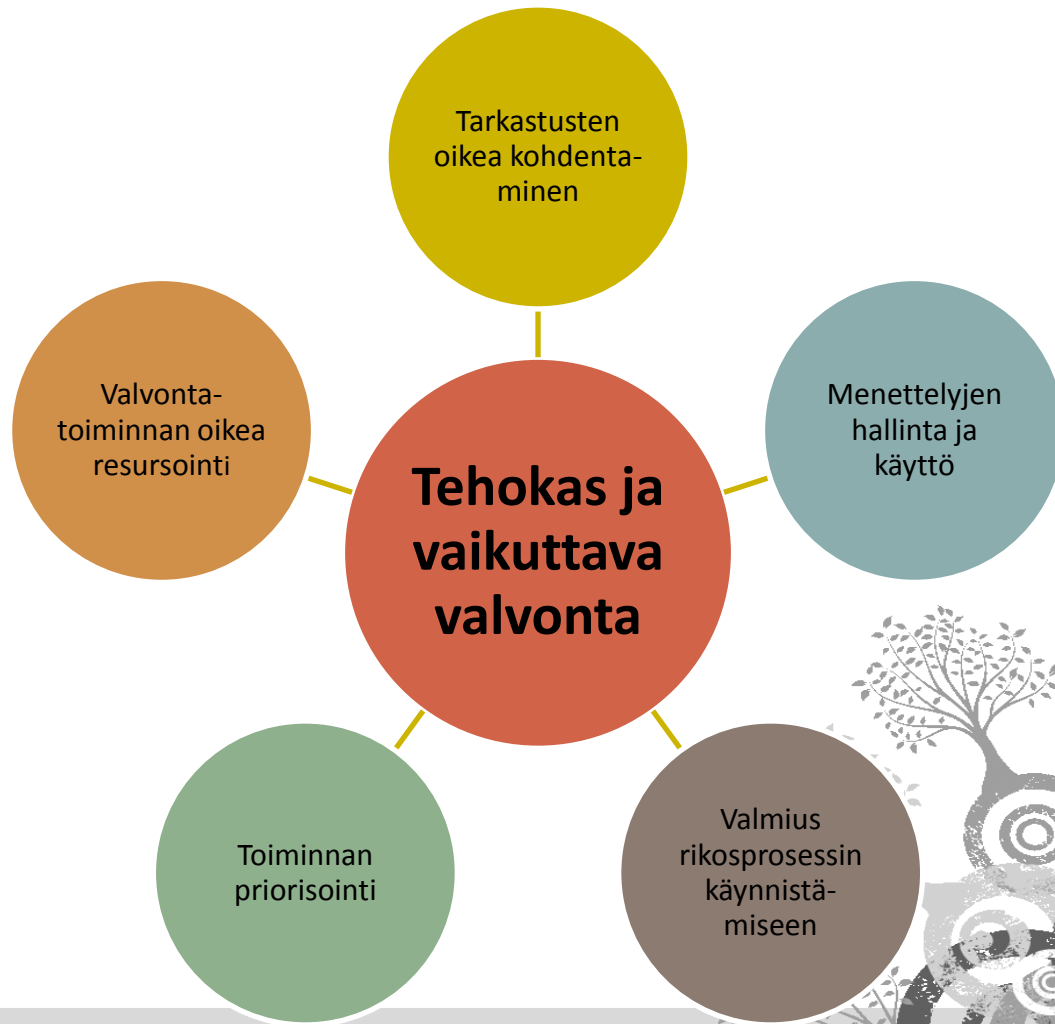 Tarkastusten
oikea kohdenta-
minen
Valvonta-
toiminnan oikea
resursointi
Menettelyjen
hallinta ja
käyttö
Tehokas ja
vaikuttava
valvonta
Toiminnan
priorisointi
Valmius
rikosprosessin
käynnistä-
miseen